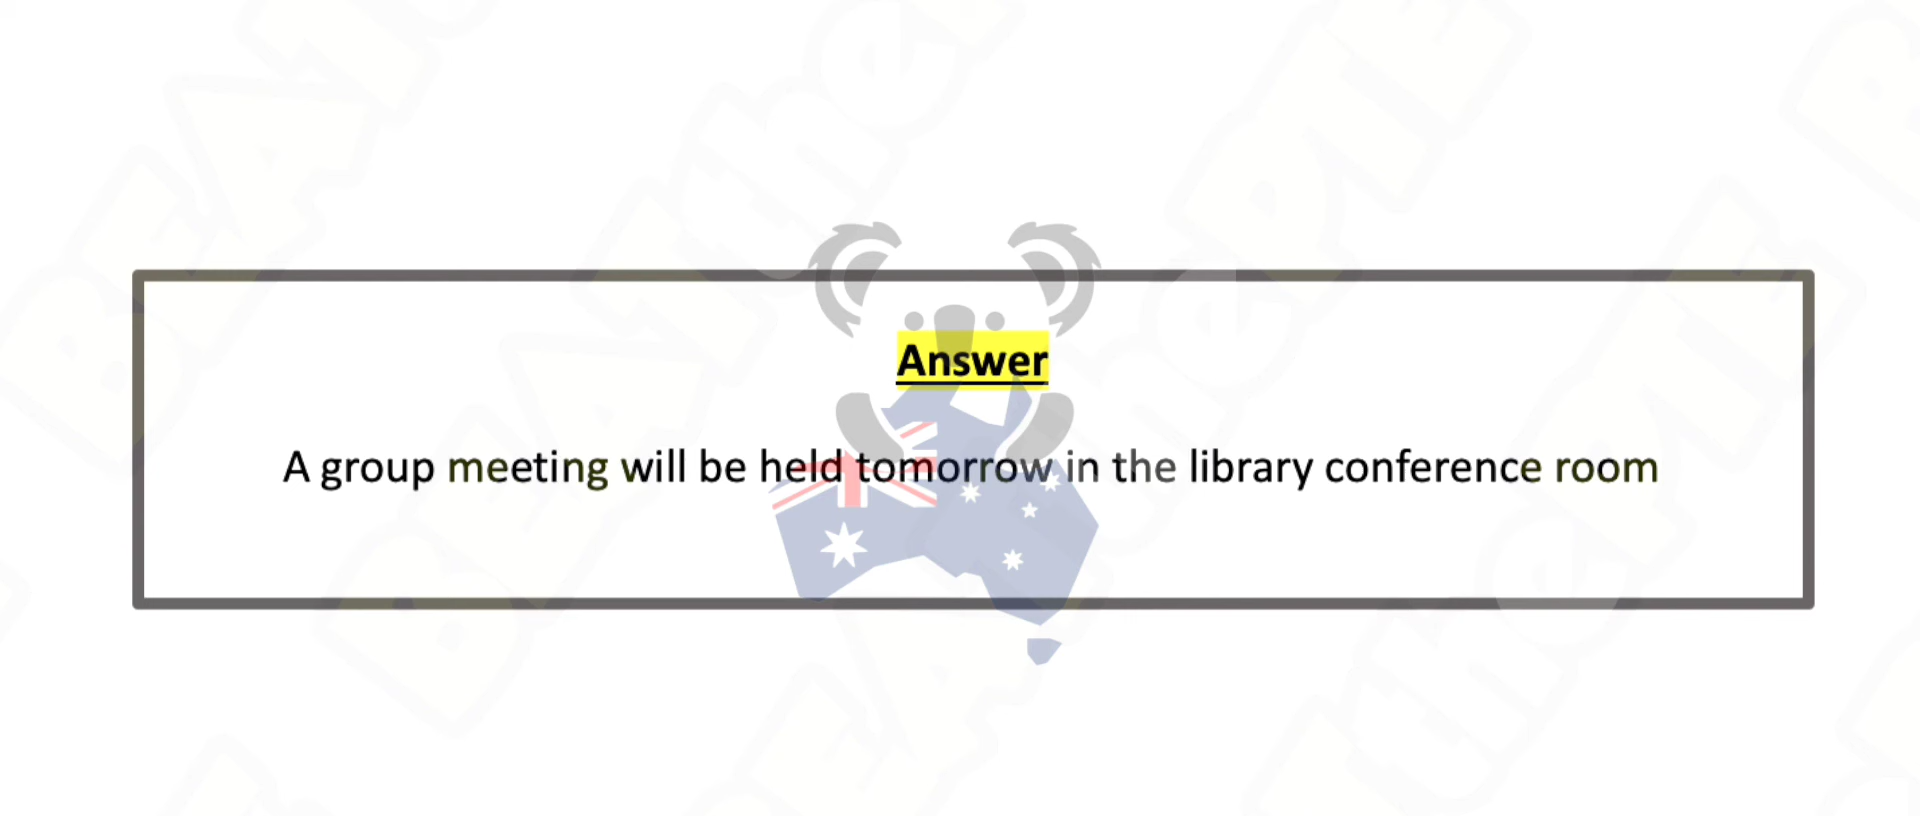 Answer
A group meeting will be held tomorrow in the library conference room